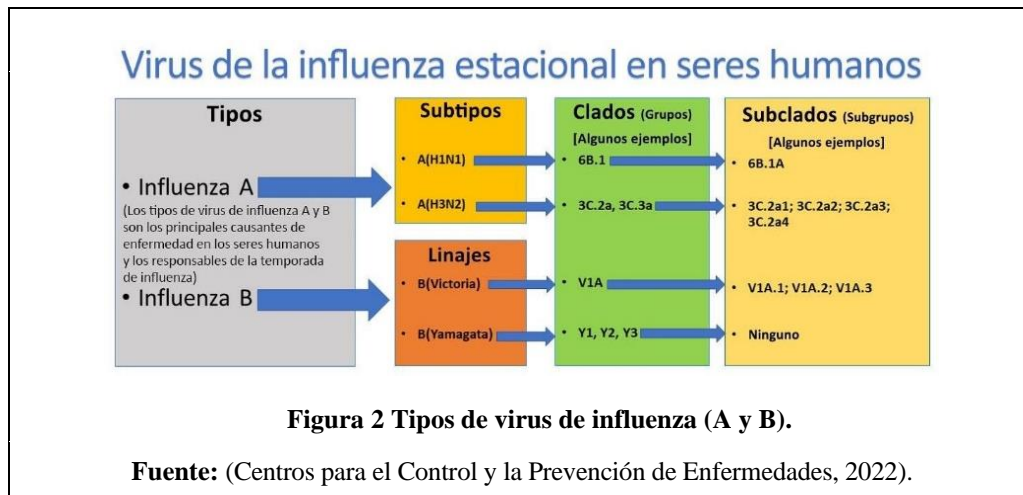 Virus de la influenza estacional en seres humanos
Tipos
• Influenza A
(Los tipos de virus de influenza A y B
son los principales causantes de
enfermedad en los seres humanos
y los responsables de la temporada
de influenza)
• Influenza B
Subtipos
• A(H1N1)
• A(H3N2)
Linajes
• B(Victoria)
• B(Yamagata)
Clados (Grupos)
[Algunos ejemplos]
• 6B.1
• 3C.2a, 3C.3a
• V1A
• Y1, Y2, Y3
Subclados (Subgrupos)
[Algunos ejemplos]
• 6B.1A
• 3C.2a1; 3C.2a2; 3C.2a3;
3C.2a4
• V1A.1; V1A.2; V1A.3
• Ninguno
Figura 2 Tipos de virus de influenza (A y B).
Fuente: (Centros para el Control y la Prevención de Enfermedades, 2022).